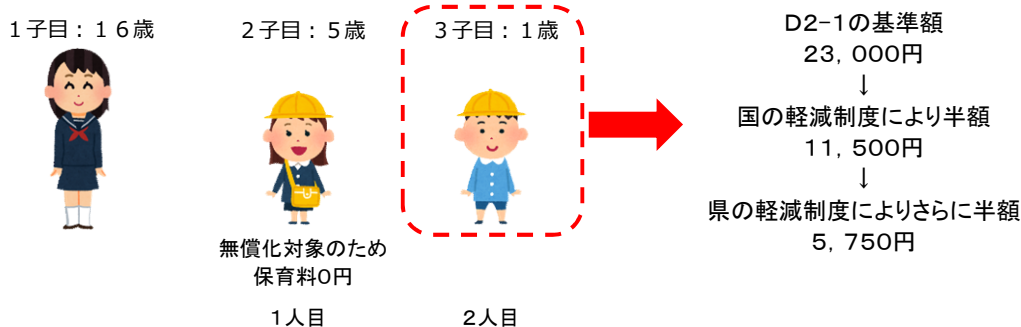 1子目:16歳
2子目:5歳
3子目:1歳
無償化対象のため
保育料0円
1人目
2人目
D2-1の基準額
23,000円
↓
国の軽減制度により半額
11,500円
↓
県の軽減制度によりさらに半額
5,750円